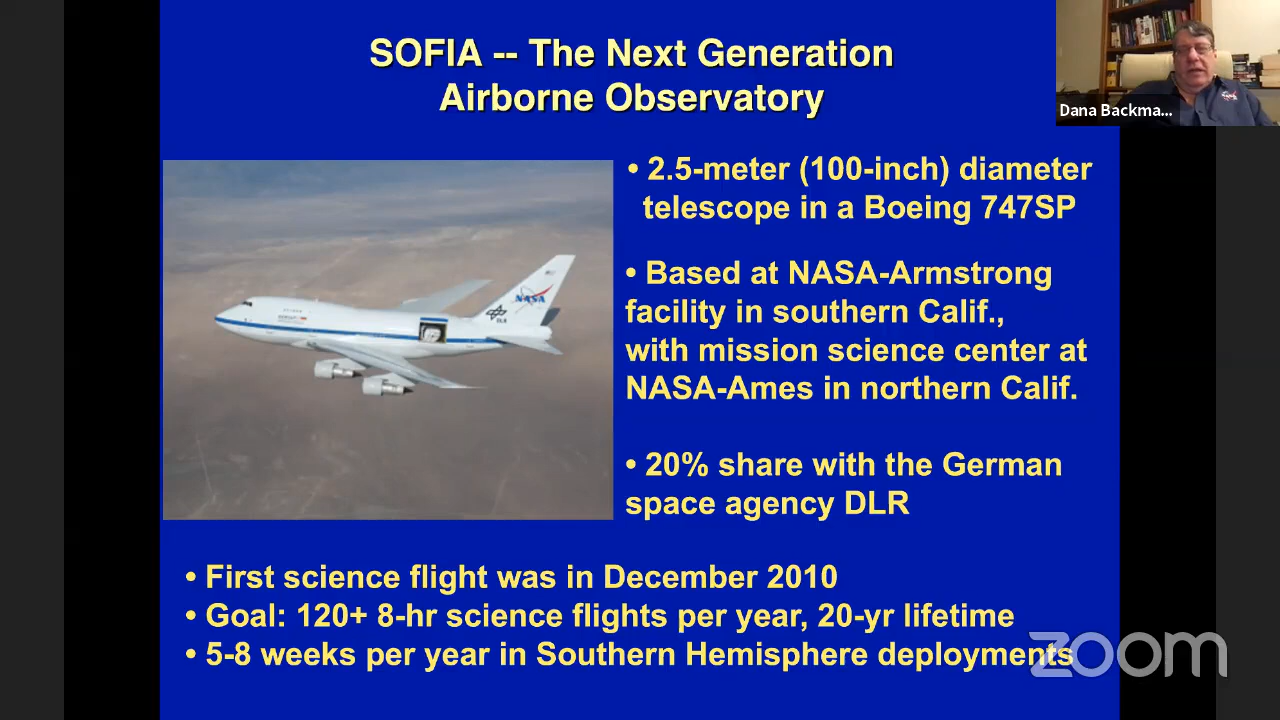 SOFIA -- The Next Generation
Airborne Observatory
Dana Backma...
• 2.5-meter (100-inch) diameter
telescope in a Boeing 747SP
• Based at NASA-Armstrong
facility in southern Calif.,
with mission science center at
NASA-Ames in northern Calif.
• 20% share with the German
space agency DLR
NASA
DLR
• First science flight was in December 2010
• Goal: 120+ 8-hr science flights per year, 20-yr lifetime
• 5-8 weeks per year in Southern Hemisphere deployments
zoom